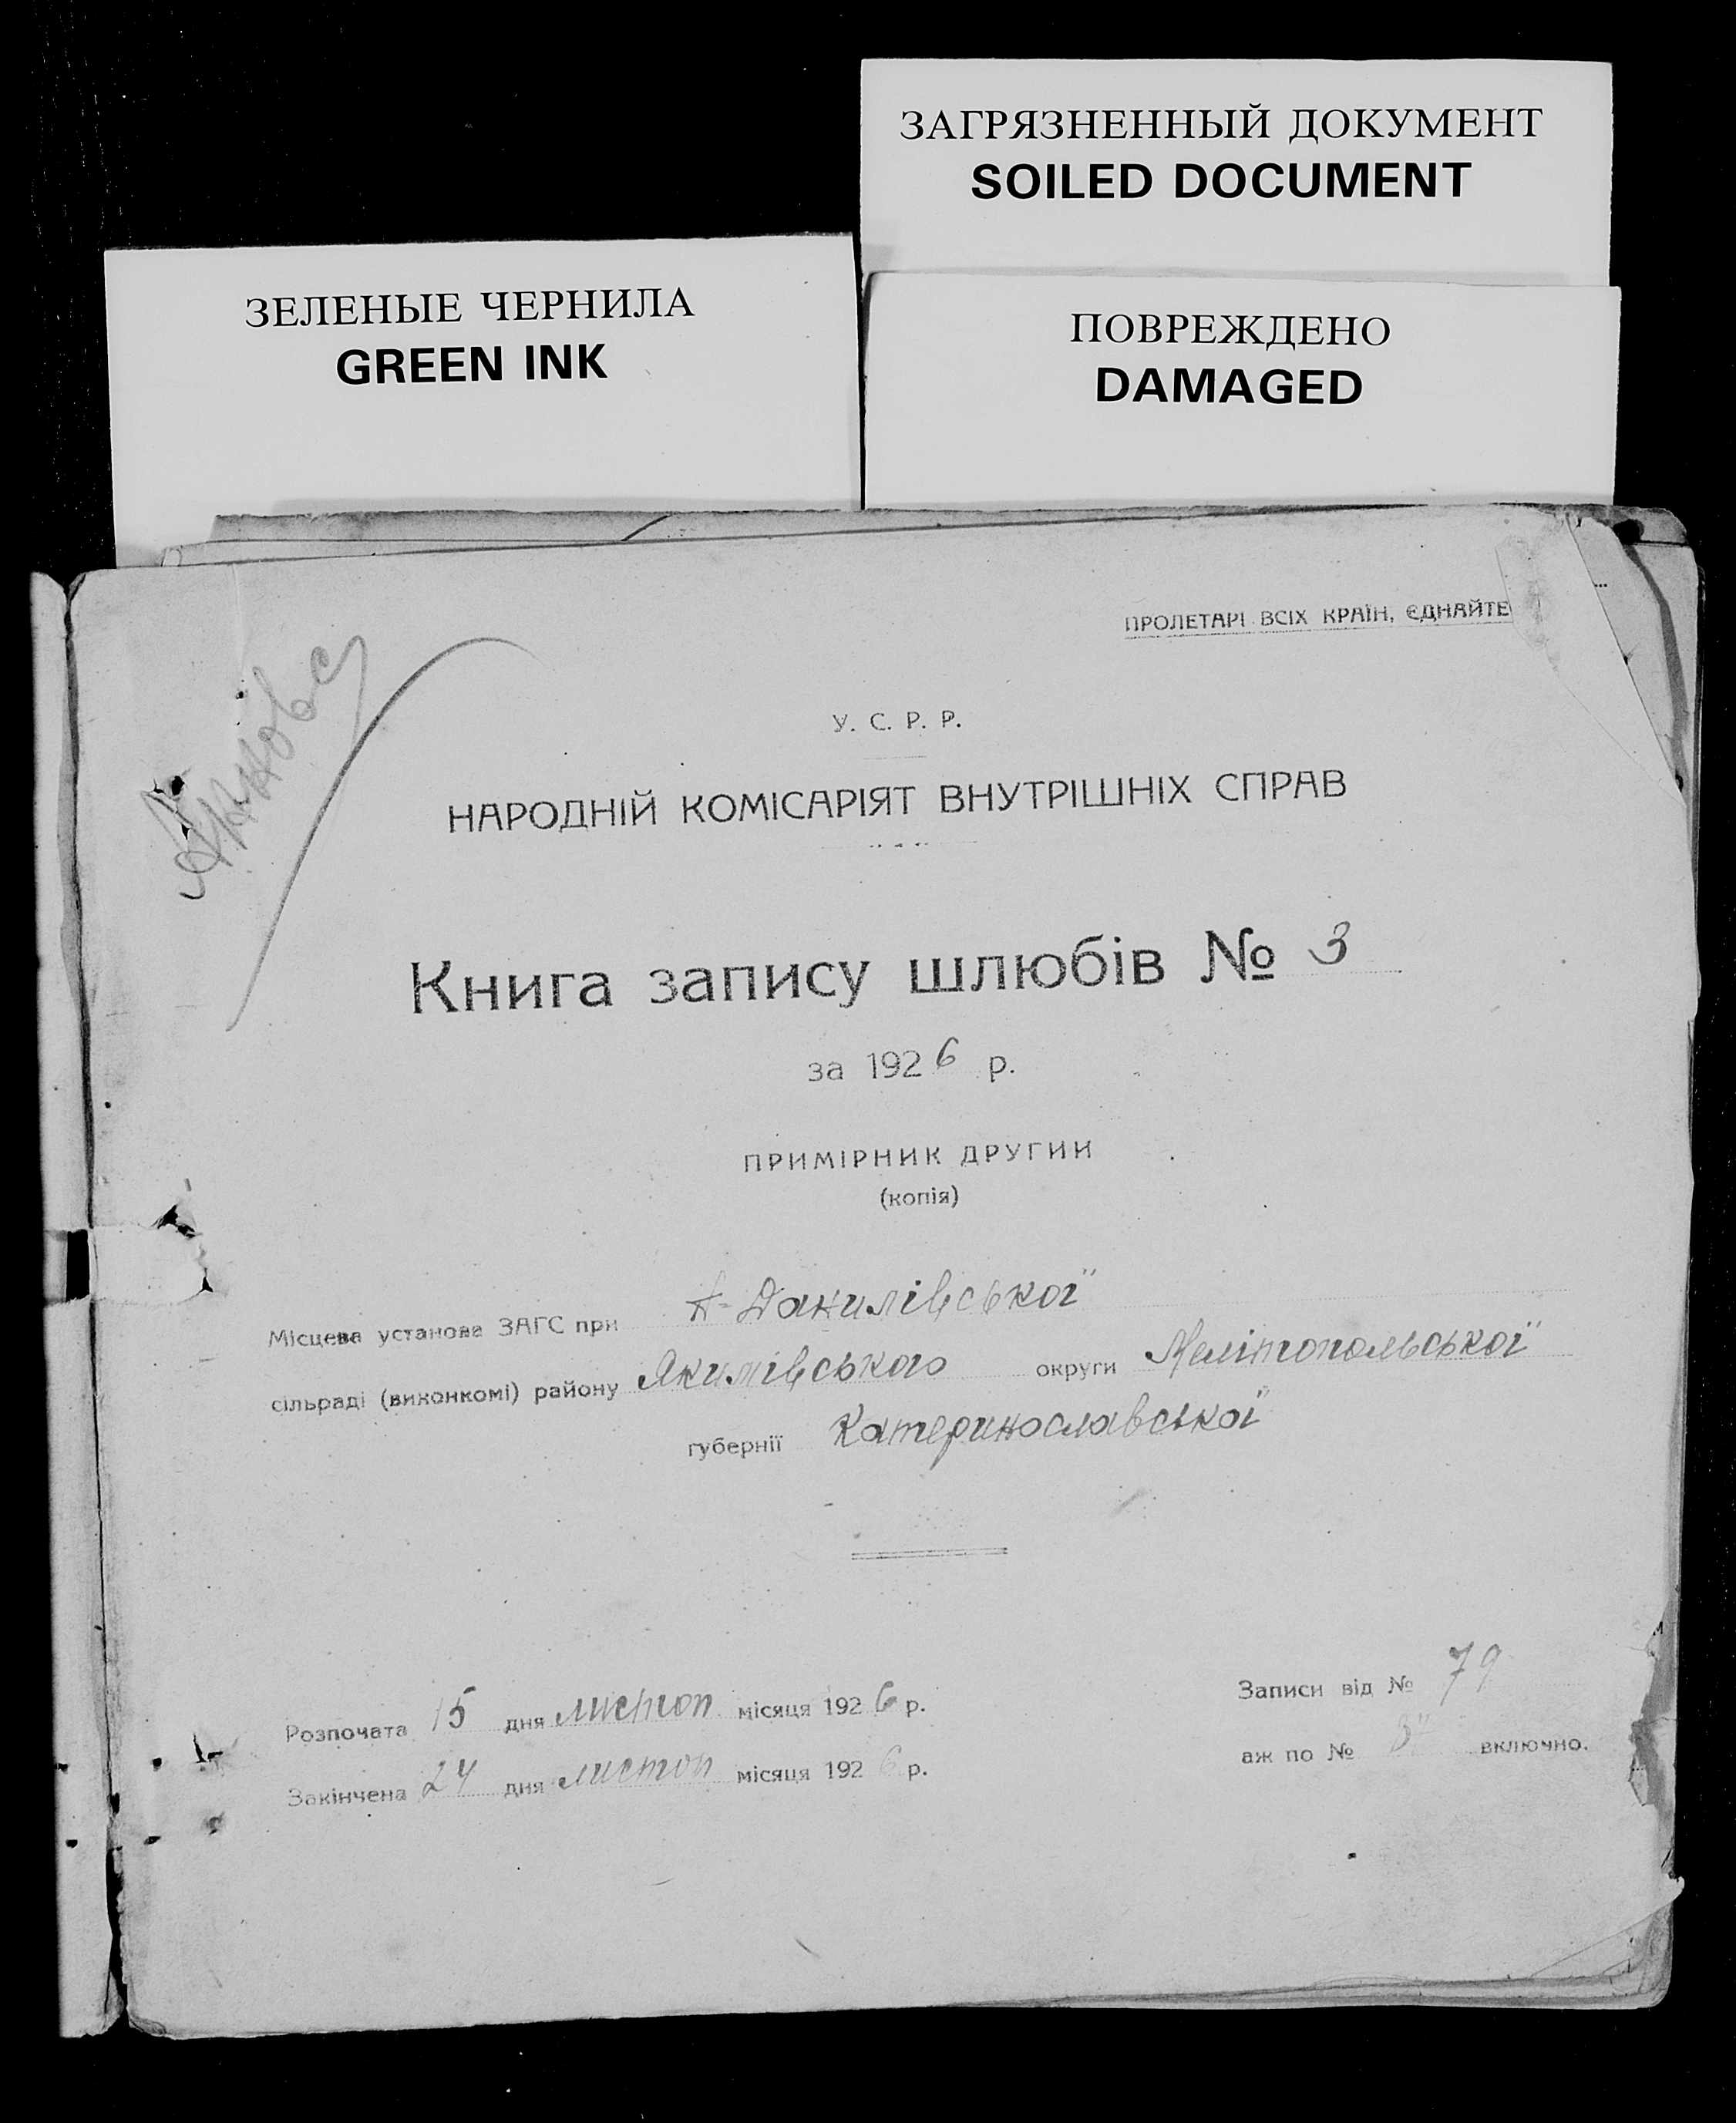 ЗАГРЯЗНЕННЫЙ ДОКУМЕНТ
SOILED DOCUMENT
ЗЕЛЕНЫЕ ЧЕРНИЛА
GREEN INK
ПОВРЕЖДЕНО
DAMAGED
ПРОЛЕТАРІ ВСІХ КРАЇН, ЄДНАЙТЕ
У. С. Р. Р.
НАРОДНІЙ КОМІСАРІЯТ ВНУТРІШНІХ СПРАВ
Книга запису шлюбів № 3
за 1926 р.
ПРИМІРНИК ДРУГИЙ
(копія)
Місцева установа ЗАГС при Данилівської
сільраді (виконкомі) району Якимівського округи Мелітопольської
губернії Катеринославської
Розпочата 15 дня листоп місяця 1926 р.
Закінчена 24 дня листоп місяця 1926 р.
Записи від № 79
аж по № включно.